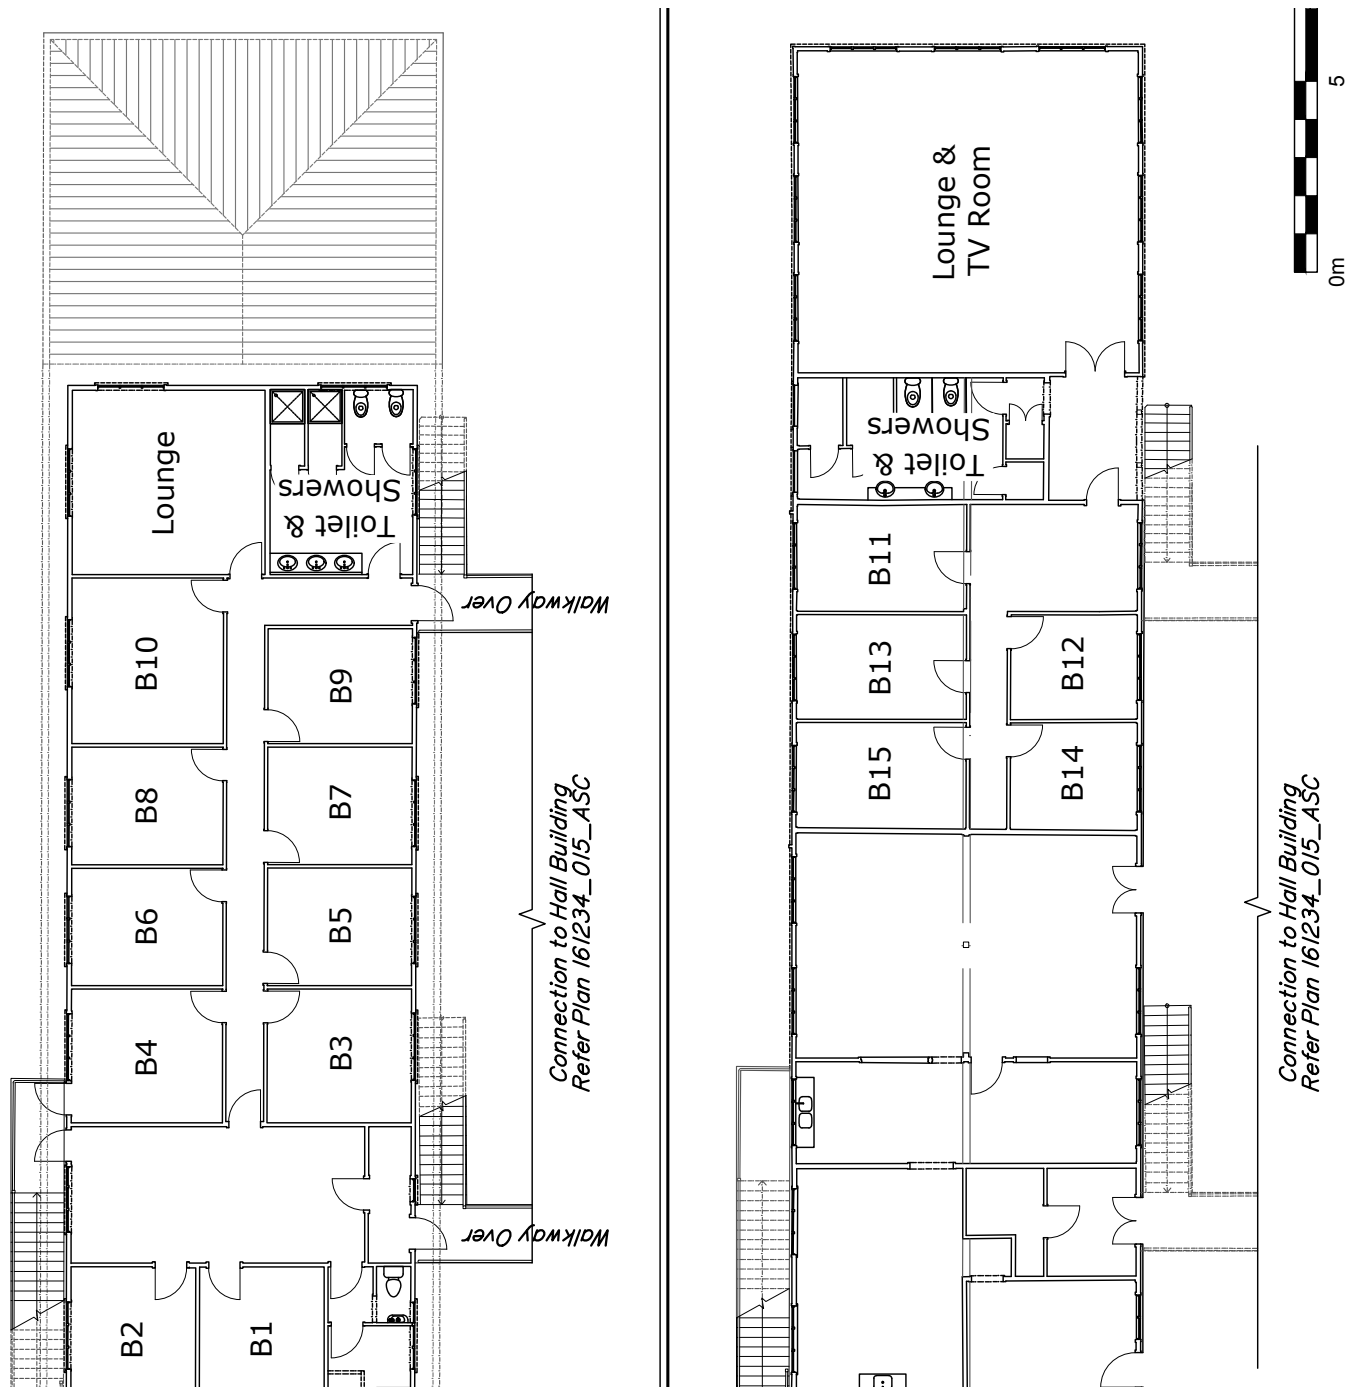 Lounge
Toilet &
Showers
B10
B9
B8
B7
B6
B5
B4
B3
B2
B1
Walkway Over
Walkway Over
Connection to Hall Building
Refer Plan 161234_015_ASC
Lounge &
TV Room
Toilet &
Showers
B11
B13
B12
B15
B14
Connection to Hall Building
Refer Plan 161234_015_ASC
0m
5